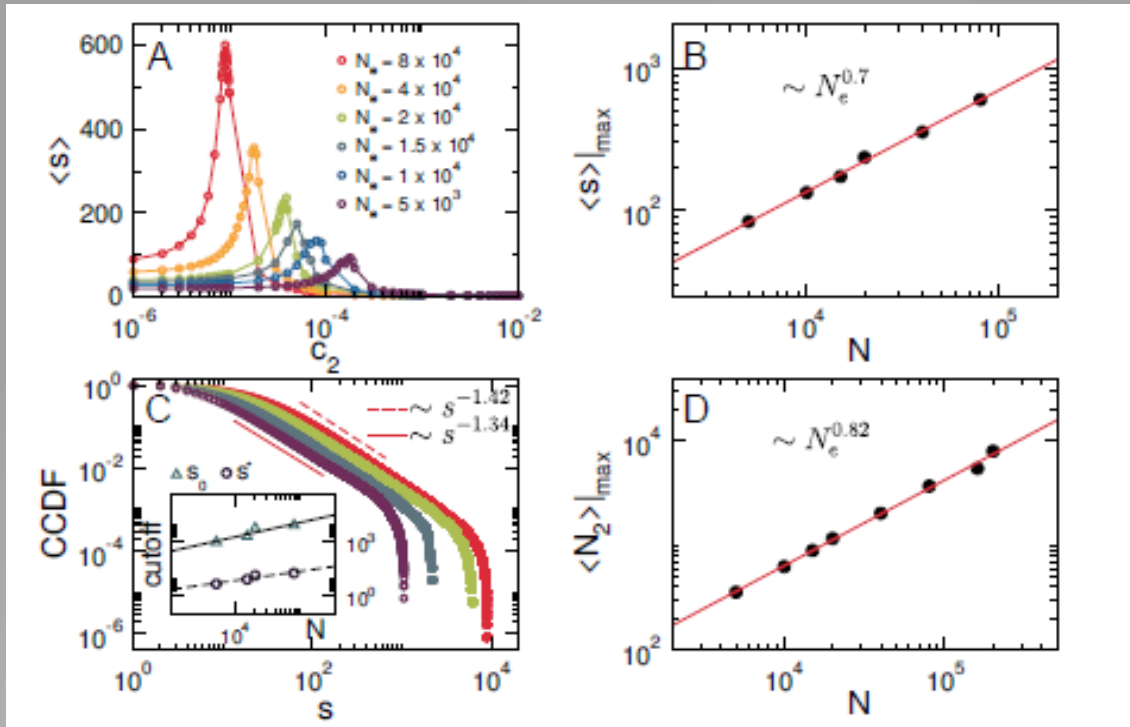 A
600
400
200
0
<s>
10^-6
10^-4
10^-2
c_2
N_e – 8 x 10^4
N_e – 4 x 10^4
N_e – 2 x 10^4
N_e – 1.5 x 10^4
N_e – 1 x 10^4
N_e – 5 x 10^3
B
10^3
10^2
<s>|max
~ N_e^0.7
10^4
10^5
N
C
10^0
10^-2
10^-4
10^-6
CCDF
~ s^-1.42
~ s^-1.34
s_0 s^*
cutoff
10^3
10^0
10^4
N
10^0
10^2
10^4
s
D
10^4
10^2
<N_2>|max
~ N_e^0.82
10^4
10^5
N